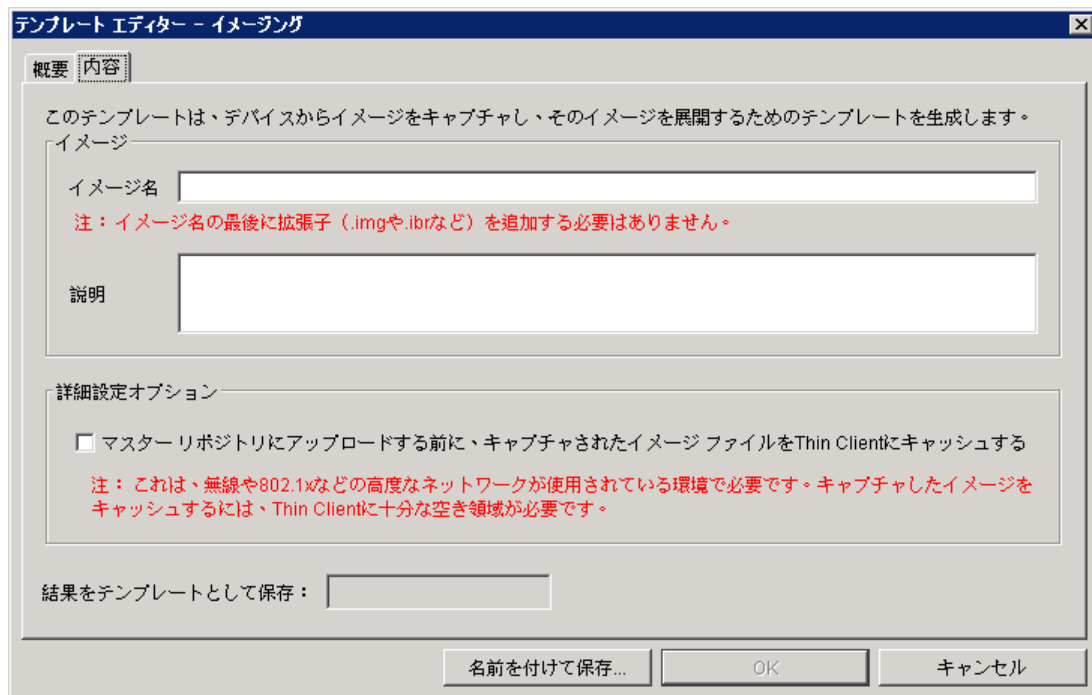 テンプレート エディター - イメージング
概要 内容
このテンプレートは、デバイスからイメージをキャプチャし、そのイメージを展開するためのテンプレートを生成します。
イメージ
イメージ名
注：イメージ名の最後に拡張子（.imgや.ibrなど）を追加する必要はありません。
説明
詳細設定オプション
マスター リポジトリにアップロードする前に、キャプチャされたイメージ ファイルをThin Clientにキャッシュする
注： これは、無線や802.1xなどの高度なネットワークが使用されている環境で必要です。キャプチャしたイメージを
キャッシュするには、Thin Clientに十分な空き領域が必要です。
結果をテンプレートとして保存：
名前を付けて保存... OK キャンセル